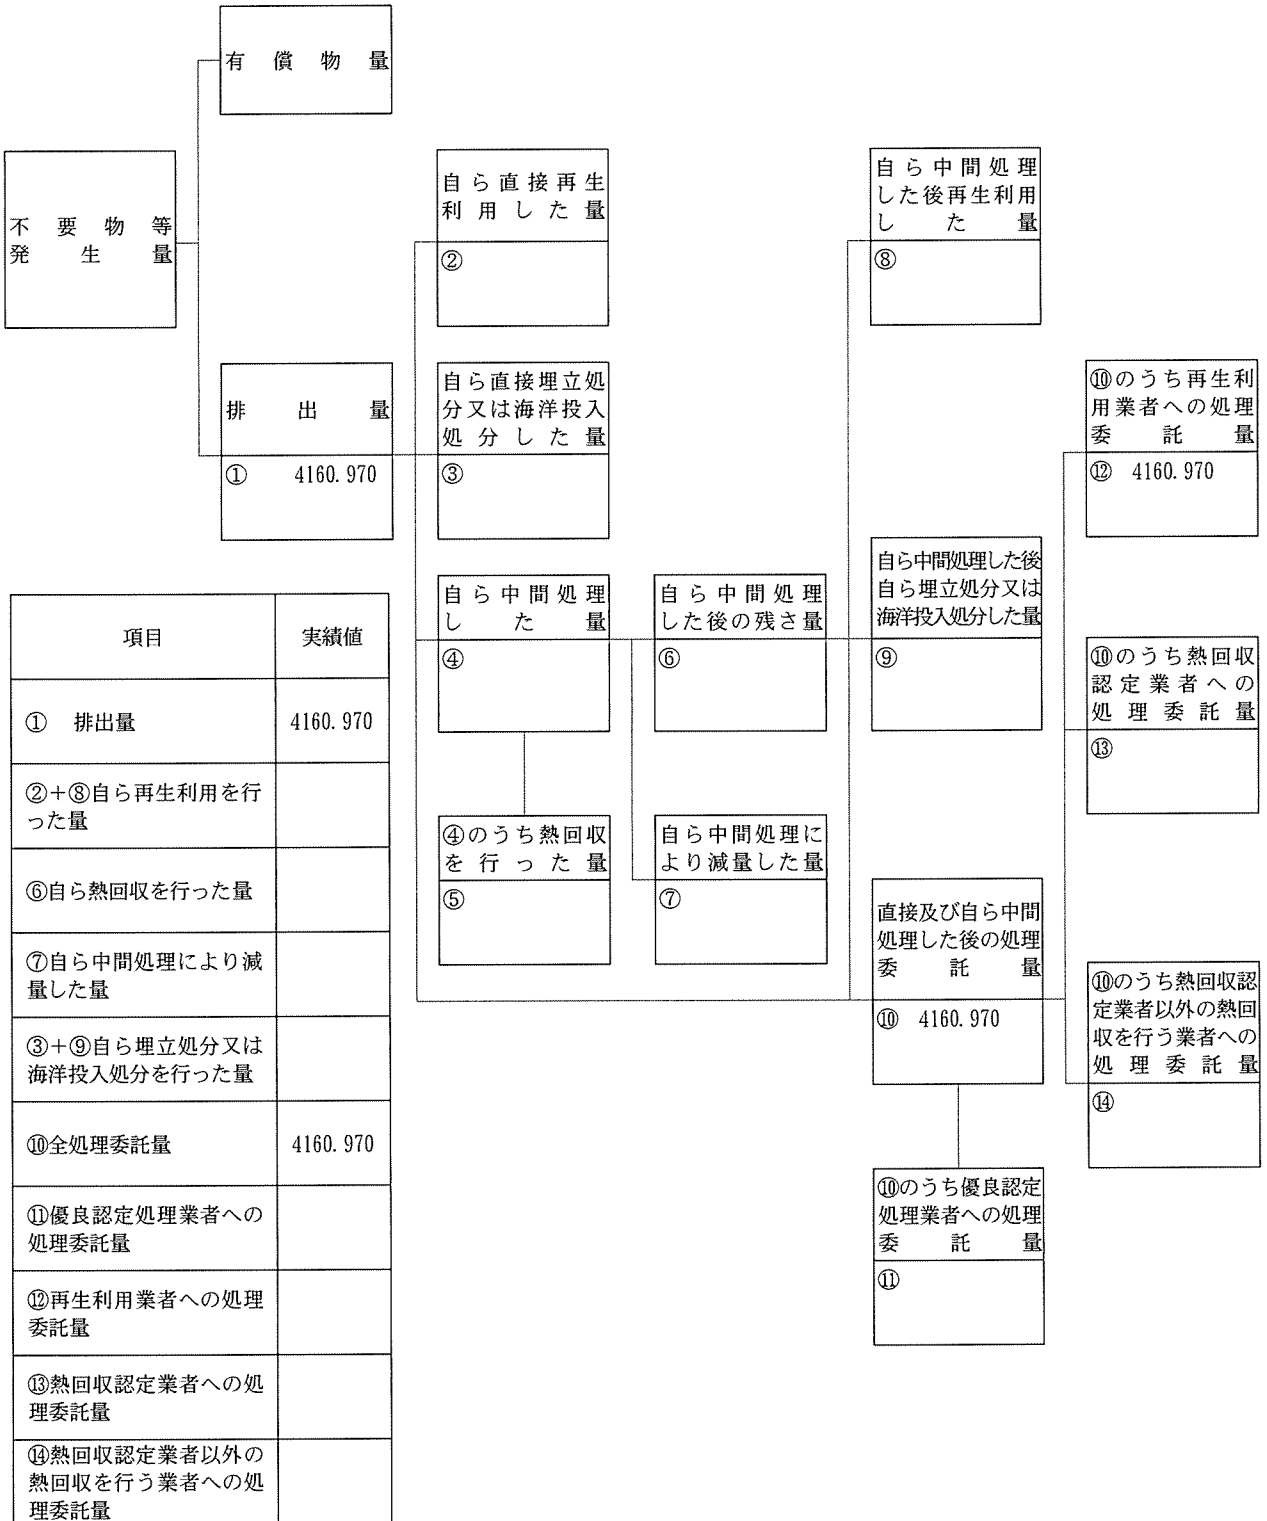 有償物量
不要物等
発生量
排出量
① 4160.970
自ら直接再生
利用した量
②
自ら直接埋立処
分又は海洋投入
処分した量
③
自ら中間処理
した量
④
④のうち熱回収
を行った量
⑤
自ら中間処理
した後の残さ量
⑥
自ら中間処理に
より減量した量
⑦
自ら中間処理
した後再生利用
した量
⑧
自ら中間処理した後
自ら埋立処分又は
海洋投入処分した量
⑨
直接及び自ら中間
処理した後の処理
委託量
⑩ 4160.970
⑩のうち優良認定
処理業者への処理
委託量
⑪
⑩のうち再生利
用業者への処理
委託量
⑫ 4160.970
⑩のうち熱回収
認定業者への
処理委託量
⑬
⑩のうち熱回収認
定業者以外の熱回
収を行う業者への
処理委託量
⑭
項目 実績値
① 排出量 4160.970
②+⑧自ら再生利用を行
った量
⑥自ら熱回収を行った量
⑦自ら中間処理により減
量した量
③+⑨自ら埋立処分又は
海洋投入処分を行った量
⑩全処理委託量 4160.970
⑪優良認定処理業者への
処理委託量
⑫再生利用業者への処理
委託量
⑬熱回収認定業者への処
理委託量
⑭熱回収認定業者以外の
熱回収を行う業者への処
理委託量